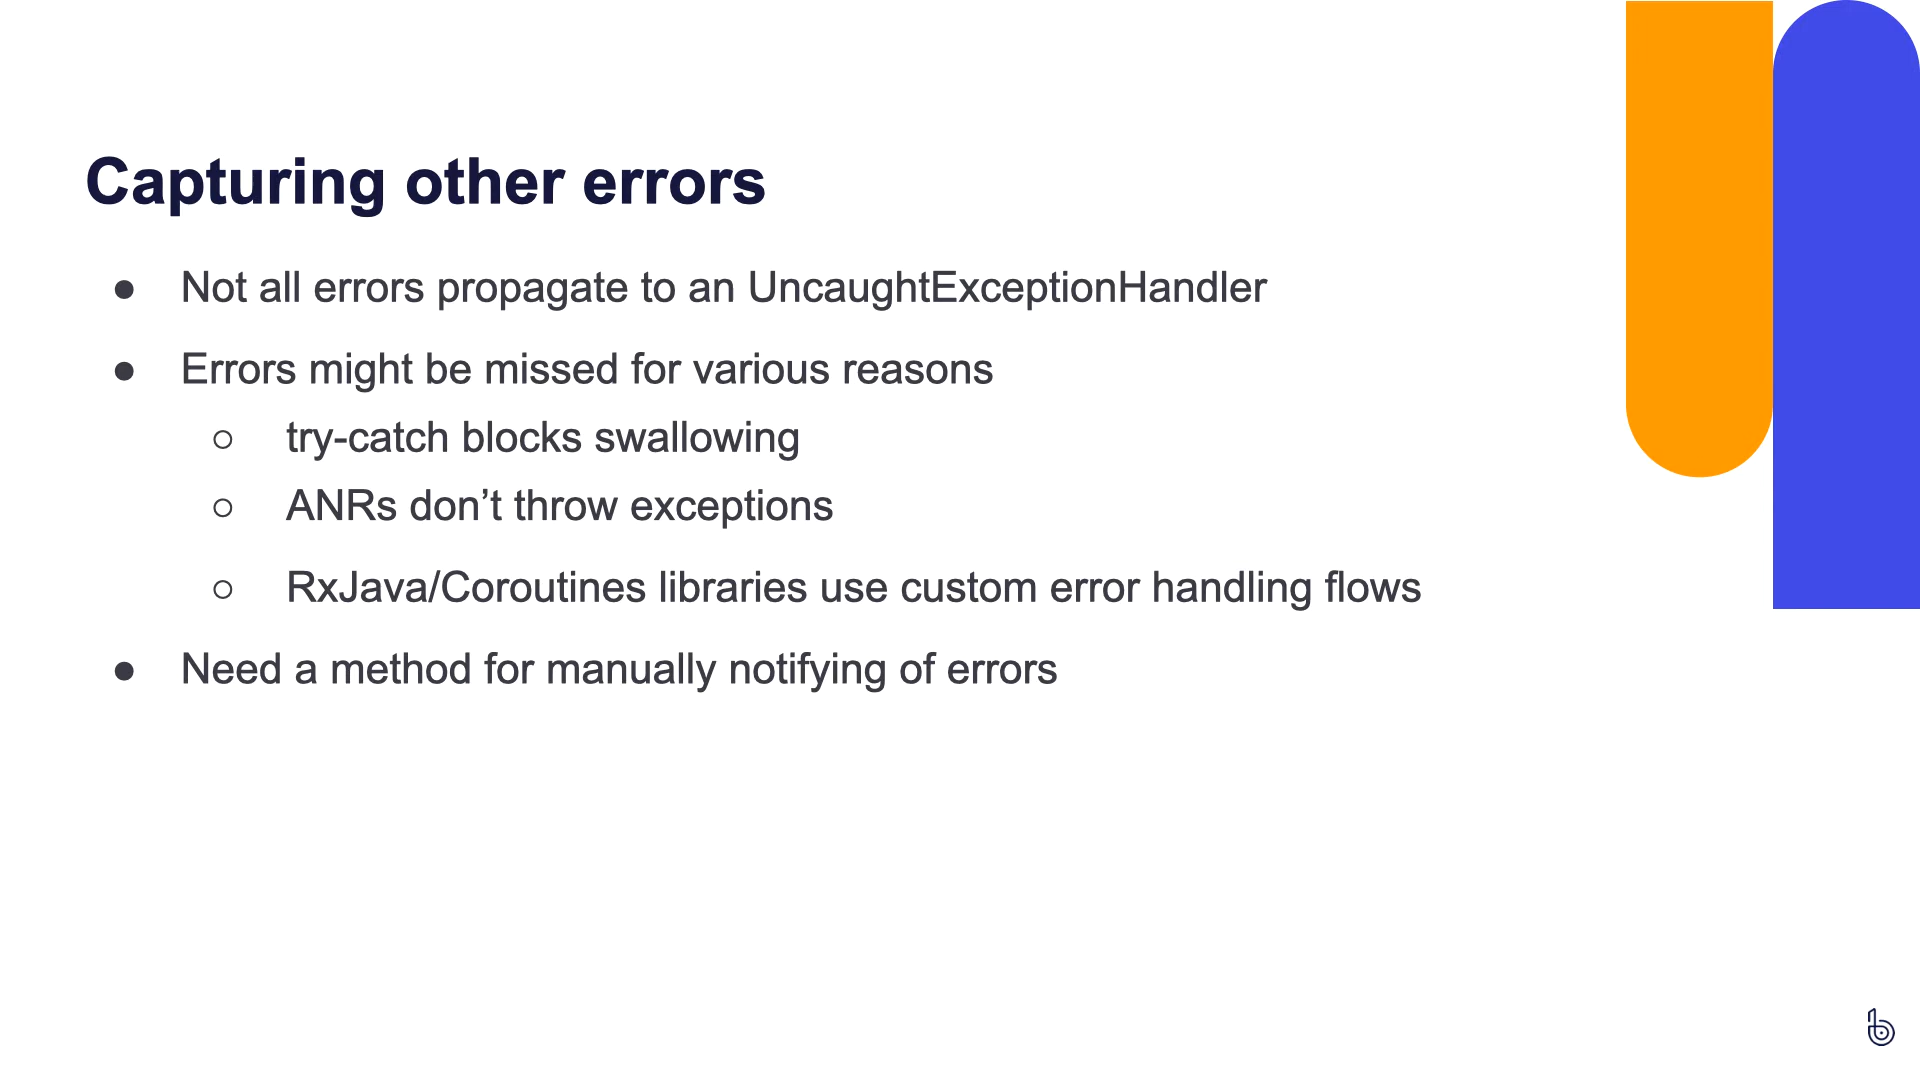 Capturing other errors
● Not all errors propagate to an UncaughtExceptionHandler
● Errors might be missed for various reasons
○ try-catch blocks swallowing
○ ANRs don’t throw exceptions
○ RxJava/Coroutines libraries use custom error handling flows
● Need a method for manually notifying of errors